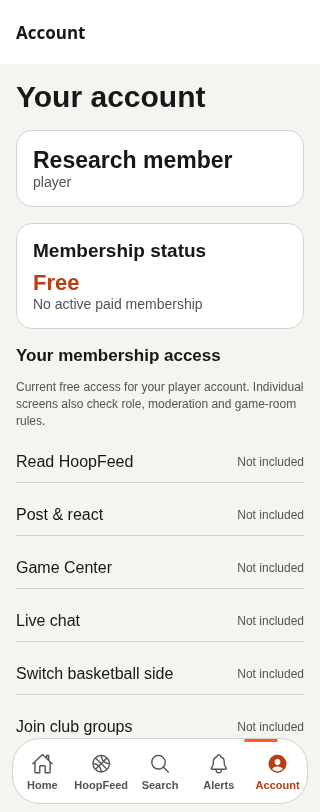 Account
Your account
Research member
player
Membership status
Free
No active paid membership
Your membership access
Current free access for your player account. Individual
screens also check role, moderation and game-room
rules.
Read HoopFeed Not included
Post & react Not included
Game Center Not included
Live chat Not included
Switch basketball side Not included
Join club groups Not included
Home HoopFeed Search Alerts Account